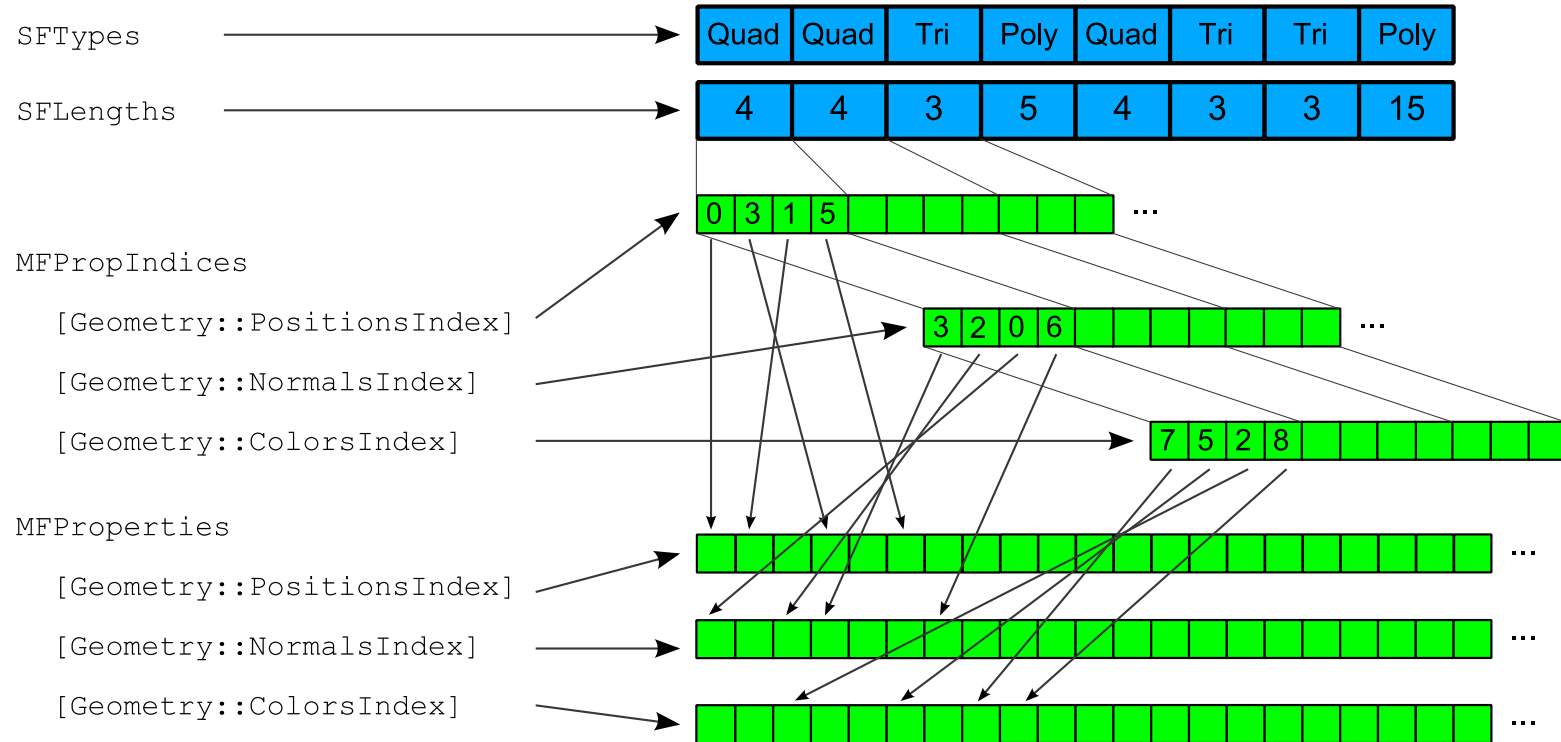 SFTypes Quad Quad Tri Poly Quad Tri Tri Poly
SFLengths 4 4 3 5 4 3 3 15
0 3 1 5 ...
MFPropIndices
[Geometry::PositionsIndex]
3 2 0 6 ...
[Geometry::NormalsIndex]
[Geometry::ColorsIndex] 7 5 2 8
MFProperties
...
[Geometry::PositionsIndex]
[Geometry::NormalsIndex] ...
[Geometry::ColorsIndex] ...